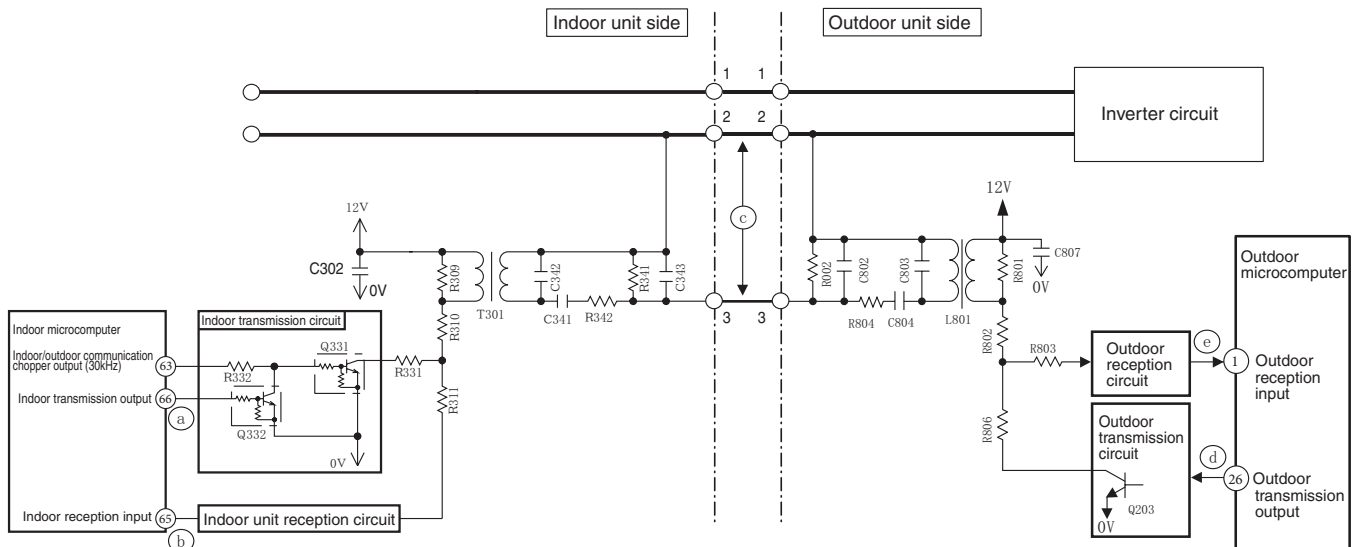 Indoor unit side
Outdoor unit side
1
1
2
2
Inverter circuit
c
12V
C302
0V
R309
T301
C342
R341
C343
C341
R342
3
3
R310
R331
R311
Indoor microcomputer
Indoor/outdoor communication
chopper output (30kHz)
63
Indoor transmission output
66
a
Indoor transmission circuit
Q331
R332
Q332
0V
Indoor reception input
65
b
Indoor unit reception circuit
R002
C802
C803
R804
C804
L801
12V
R801
C807
0V
R802
R803
R806
Outdoor
reception
circuit
e
Outdoor
microcomputer
1
Outdoor
reception
input
Outdoor
transmission
circuit
d
26
Outdoor
transmission
output
Q203
0V